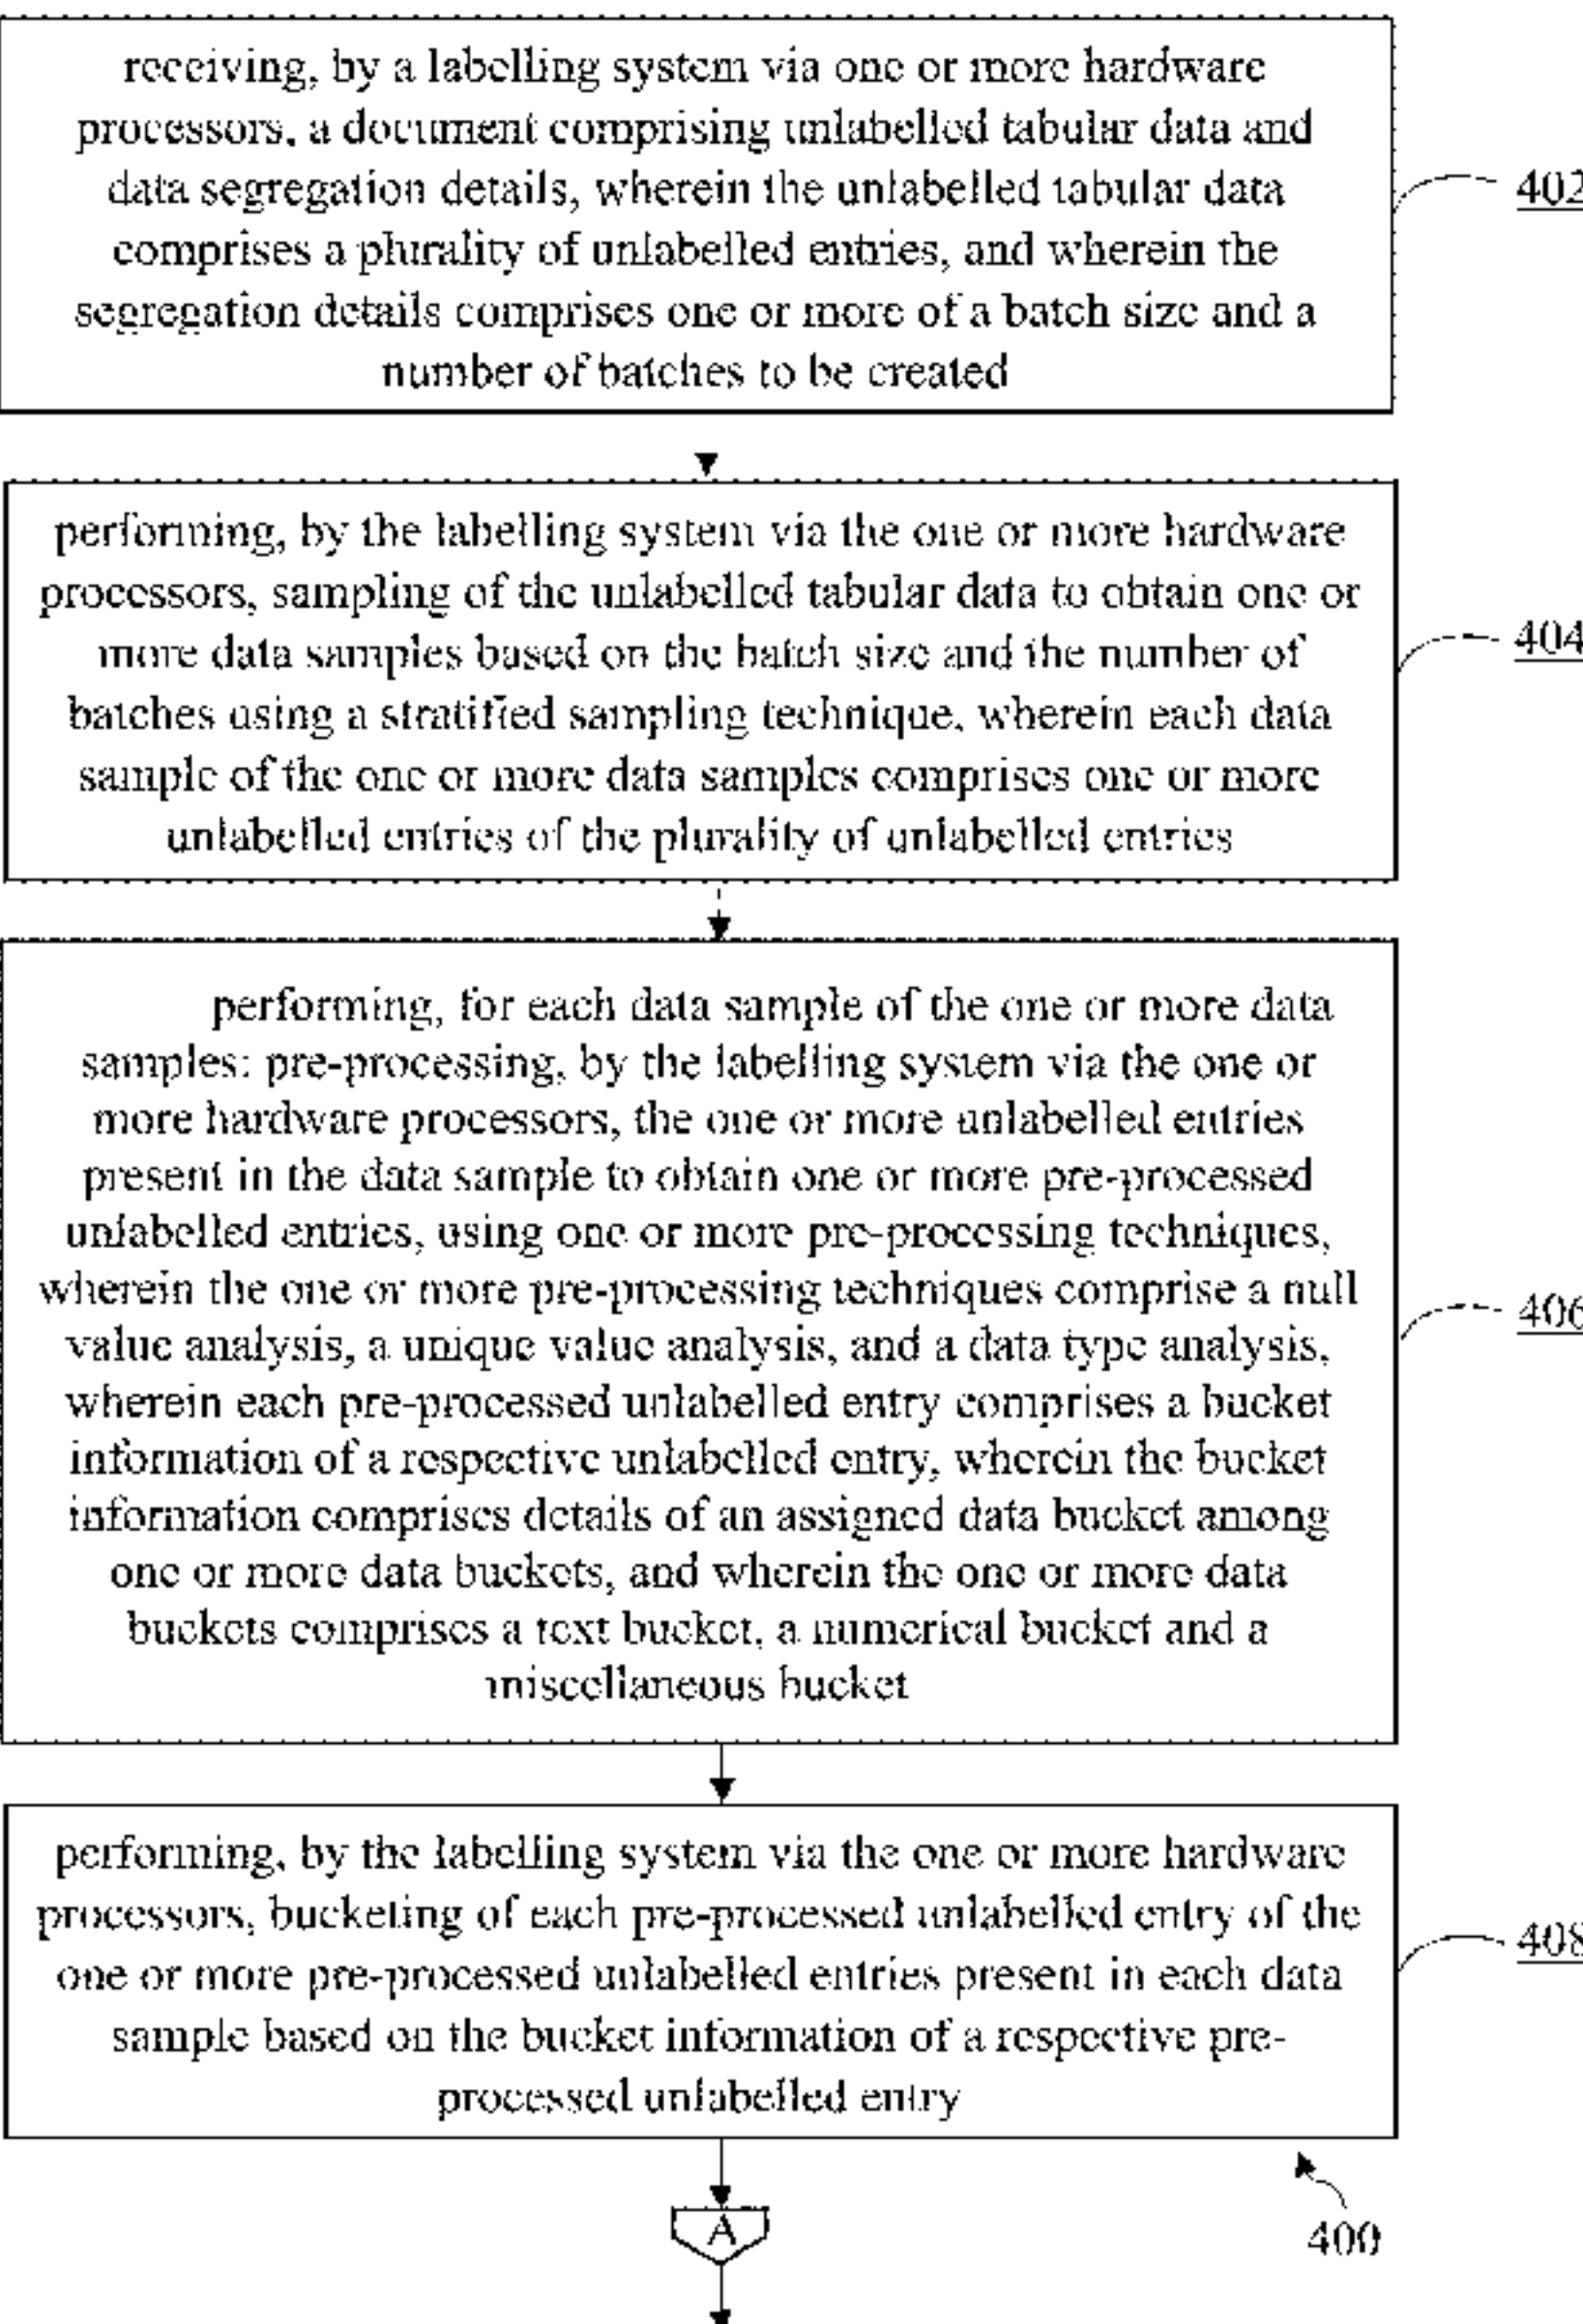 receiving, by a labelling system via one or more hardware
processors, a document comprising unlabelled tabular data and
data segregation details, wherein the unlabelled tabular data
comprises a plurality of unlabelled entries, and wherein the
segregation details comprises one or more of a batch size and a
number of batches to be created
402
performing, by the labelling system via the one or more hardware
processors, sampling of the unlabelled tabular data to obtain one or
more data samples based on the batch size and the number of
batches using a stratified sampling technique, wherein each data
sample of the one or more data samples comprises one or more
unlabelled entries of the plurality of unlabelled entries
404
performing, for each data sample of the one or more data
samples: pre-processing, by the labelling system via the one or
more hardware processors, the one or more unlabelled entries
present in the data sample to obtain one or more pre-processed
unlabelled entries, using one or more pre-processing techniques,
wherein the one or more pre-processing techniques comprise a null
value analysis, a unique value analysis, and a data type analysis,
wherein each pre-processed unlabelled entry comprises a bucket
information of a respective unlabelled entry, wherein the bucket
information comprises details of an assigned data bucket among
one or more data buckets, and wherein the one or more data
buckets comprises a text bucket, a numerical bucket and a
miscellaneous bucket
406
performing, by the labelling system via the one or more hardware
processors, bucketing of each pre-processed unlabelled entry of the
one or more pre-processed unlabelled entries present in each data
sample based on the bucket information of a respective pre-
processed unlabelled entry
408
A
400